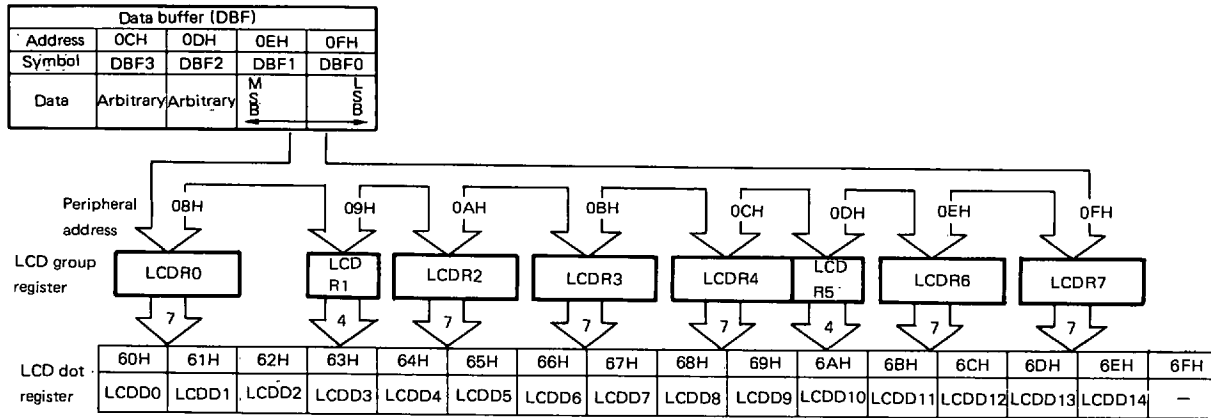 Data buffer (DBF)
Address 0CH 0DH 0EH 0FH
Symbol DBF3 DBF2 DBF1 DBF0
Data Arbitrary Arbitrary MSB LSB
Peripheral address 08H 09H 0AH 0BH 0CH 0DH 0EH 0FH
LCD group register LCDR0 LCD R1 LCDR2 LCDR3 LCDR4 LCD R5 LCDR6 LCDR7
7 4 7 7 7 4 7 7
LCD dot register
60H 61H 62H 63H 64H 65H 66H 67H 68H 69H 6AH 6BH 6CH 6DH 6EH 6FH
LCDD0 LCDD1 LCDD2 LCDD3 LCDD4 LCDD5 LCDD6 LCDD7 LCDD8 LCDD9 LCDD10 LCDD11 LCDD12 LCDD13 LCDD14 —